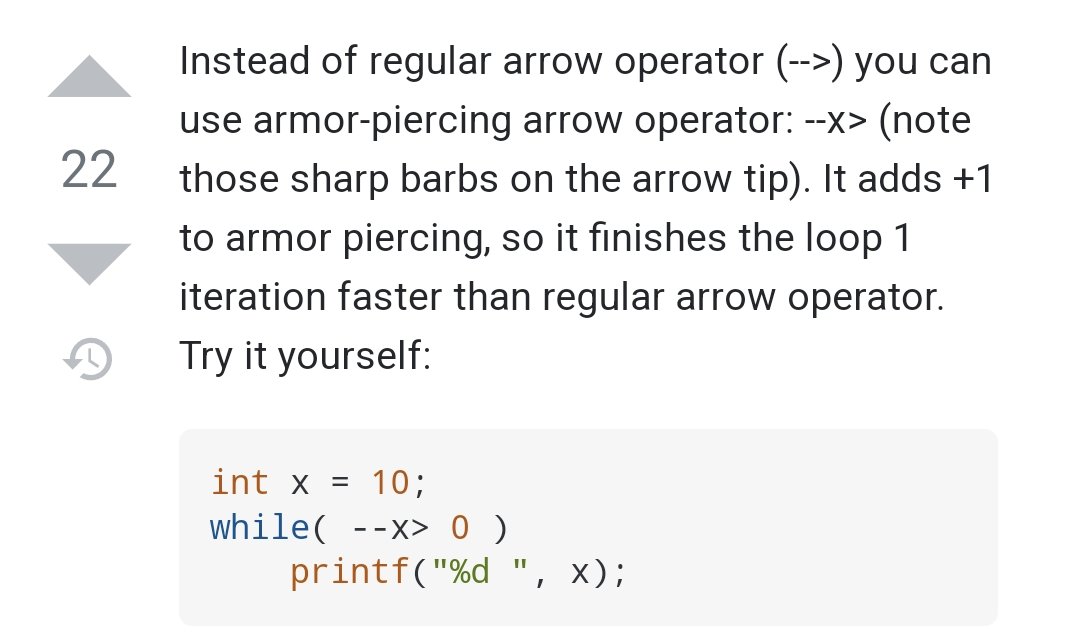 Instead of regular arrow operator (-->) you can
use armor-piercing arrow operator: --x> (note
22
those sharp barbs on the arrow tip). It adds +1
to armor piercing, so it finishes the loop 1
iteration faster than regular arrow operator.
Try it yourself:
int x = 10;
while( --x> 0 )
    printf("%d ", x);